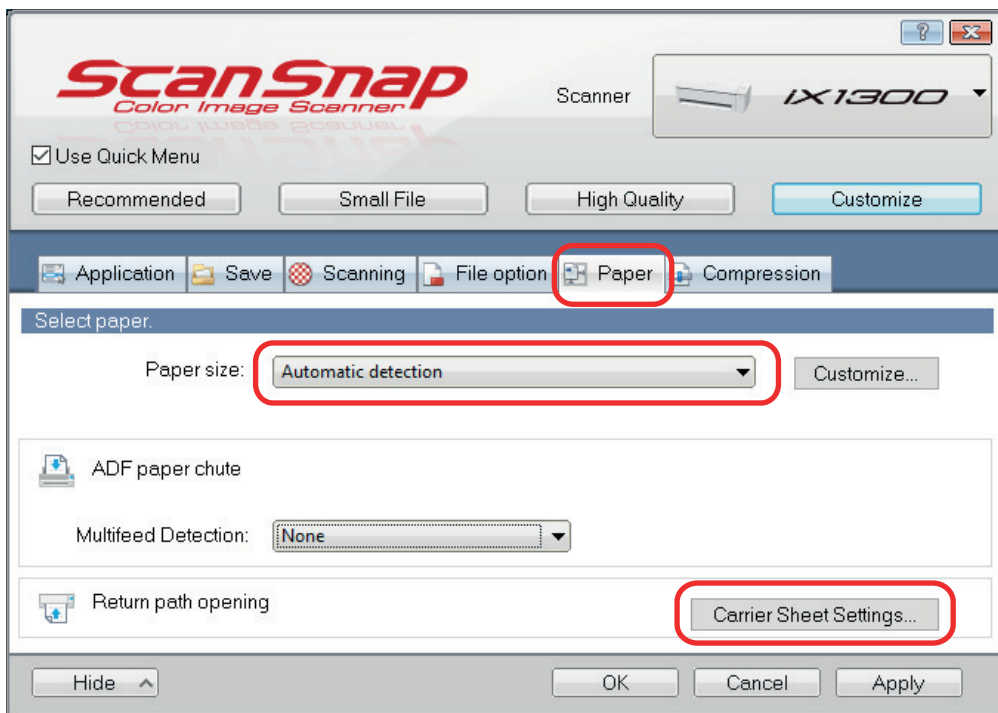 ScanSnap
Color Image Scanner
Scanner
iX1300
Use Quick Menu
Recommended
Small File
High Quality
Customize
Application
Save
Scanning
File option
Paper
Compression
Select paper.
Paper size:
Automatic detection
Customize...
ADF paper chute
Multifeed Detection:
None
Return path opening
Carrier Sheet Settings...
Hide
OK
Cancel
Apply